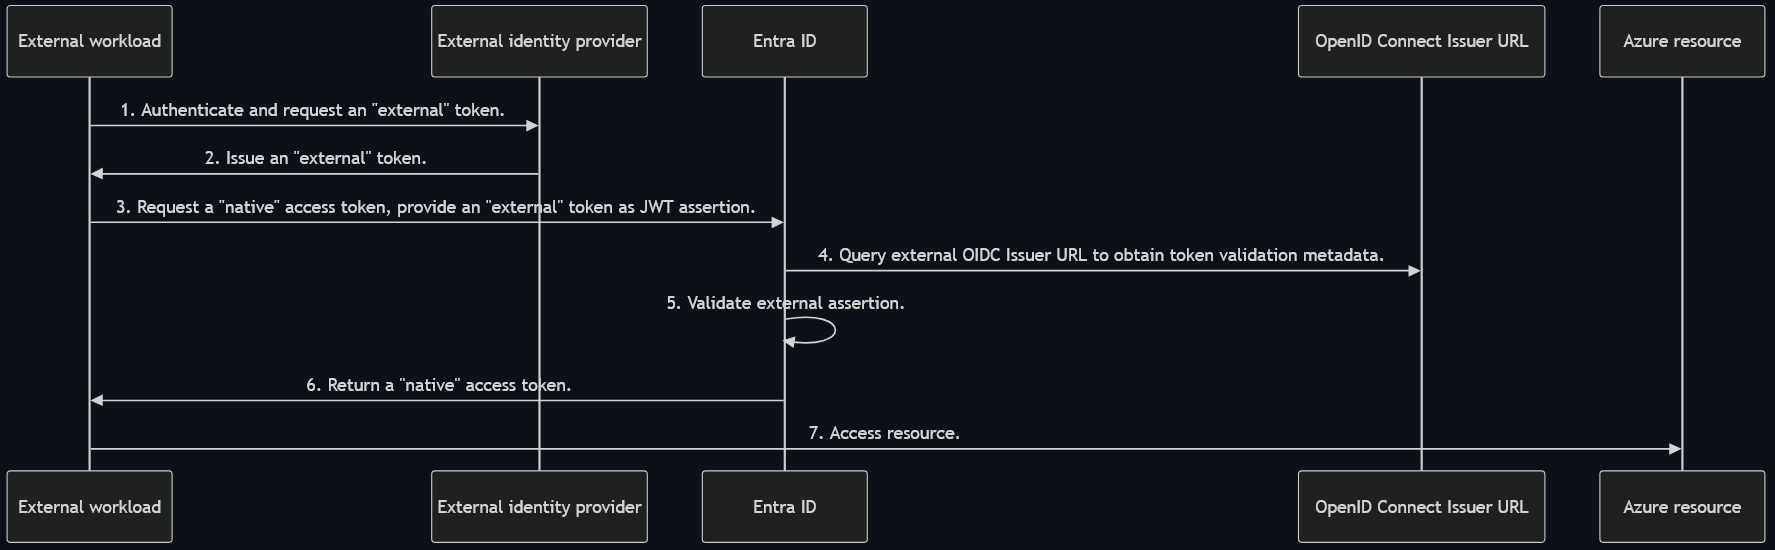 External workload
External identity provider
Entra ID
OpenID Connect Issuer URL
Azure resource
1. Authenticate and request an "external" token.
2. Issue an "external" token.
3. Request a "native" access token, provide an "external" token as JWT assertion.
4. Query external OIDC Issuer URL to obtain token validation metadata.
5. Validate external assertion.
6. Return a "native" access token.
7. Access resource.
External workload
External identity provider
Entra ID
OpenID Connect Issuer URL
Azure resource